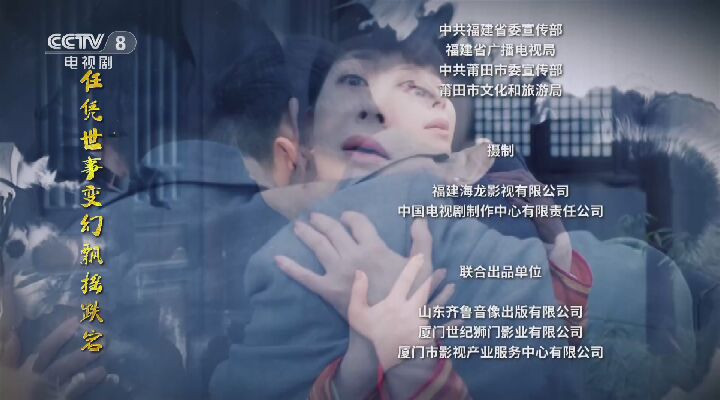 CCTV 8
电视剧
任凭世事变幻飘摇跌宕
中共福建省委宣传部
福建省广播电视局
中共莆田市委宣传部
莆田市文化和旅游局
摄制
福建海龙影视有限公司
中国电视剧制作中心有限责任公司
联合出品单位
山东齐鲁音像出版有限公司
厦门世纪狮门影业有限公司
厦门市影视产业服务中心有限公司